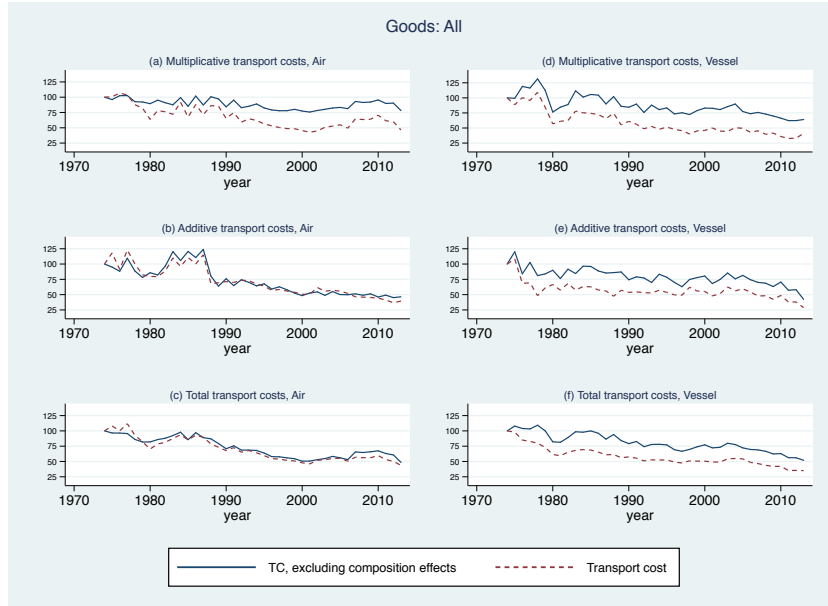 Goods: All
(a) Multiplicative transport costs, Air
125
100
75
50
25
1970 1980 1990 2000 2010
year
(d) Multiplicative transport costs, Vessel
125
100
75
50
25
1970 1980 1990 2000 2010
year
(b) Additive transport costs, Air
125
100
75
50
25
1970 1980 1990 2000 2010
year
(e) Additive transport costs, Vessel
125
100
75
50
25
1970 1980 1990 2000 2010
year
(c) Total transport costs, Air
125
100
75
50
25
1970 1980 1990 2000 2010
year
(f) Total transport costs, Vessel
125
100
75
50
25
1970 1980 1990 2000 2010
year
TC, excluding composition effects Transport cost